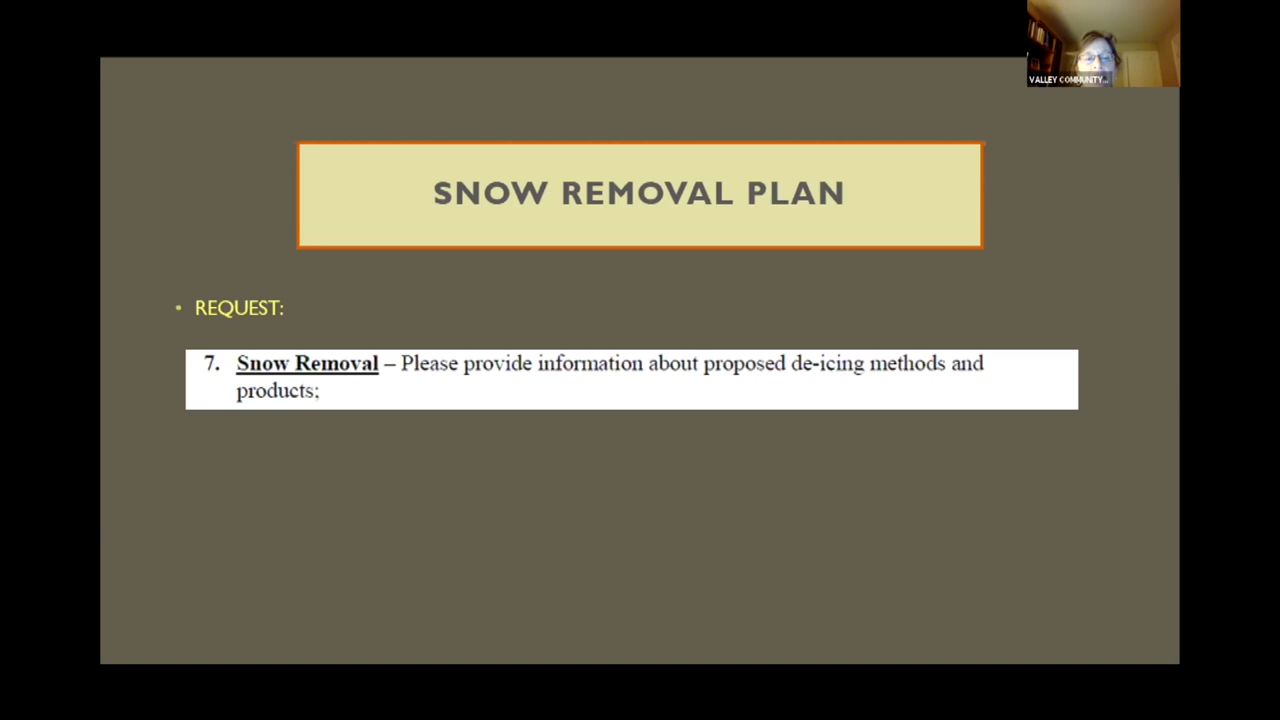 VALLEY COMMUNITY...
SNOW REMOVAL PLAN
• REQUEST:
7. Snow Removal – Please provide information about proposed de-icing methods and
products;